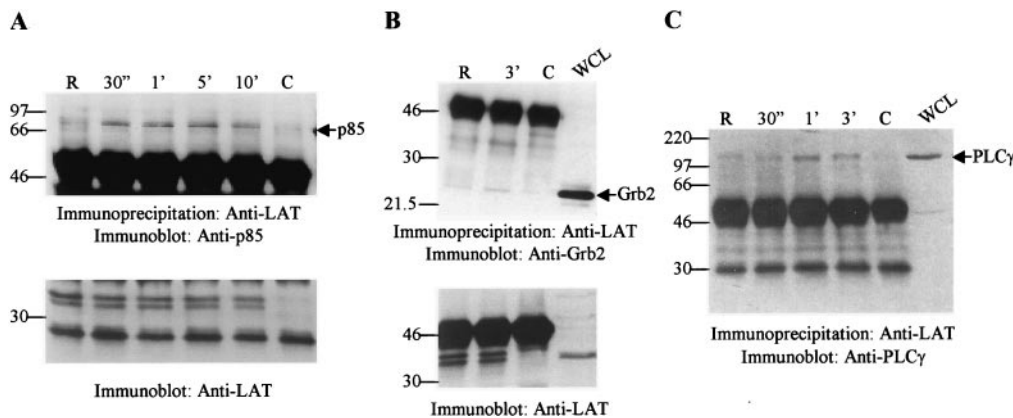 A
R 30” 1’ 5’ 10’ C
97
66
46
p85
Immunoprecipitation: Anti-LAT
Immunoblot: Anti-p85
30
Immunoblot: Anti-LAT
B
R 3’ C WCL
46
30
21.5
Grb2
Immunoprecipitation: Anti-LAT
Immunoblot: Anti-Grb2
46
30
Immunoblot: Anti-LAT
C
R 30” 1’ 3’ C WCL
220
97
66
46
30
PLCγ
Immunoprecipitation: Anti-LAT
Immunoblot: Anti-PLCγ